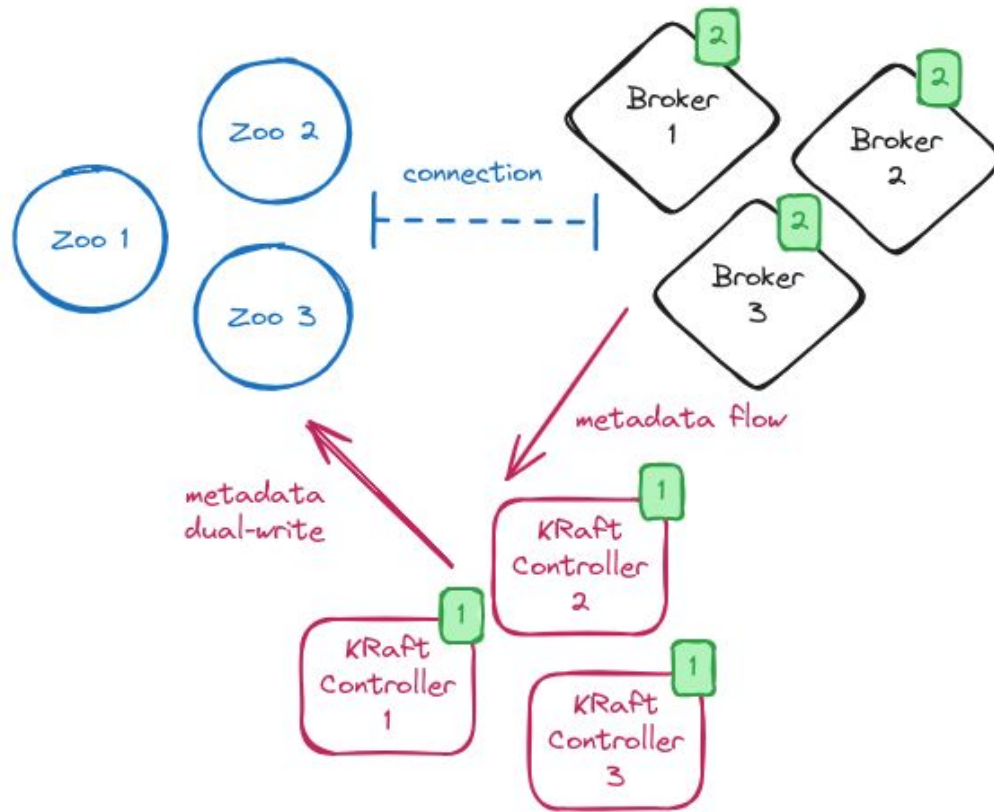 2
Broker
1
2
Broker
2
Zoo 2
connection
Zoo 1
2
Broker
3
Zoo 3
metadata flow
metadata
dual-write
1
KRaft
Controller
2
1
KRaft
Controller
1
1
KRaft
Controller
3